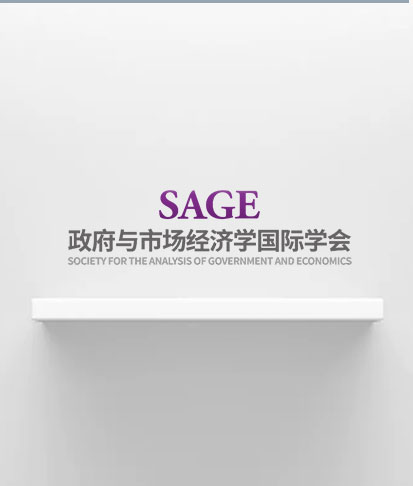 SAGE
政府与市场经济学国际学会
SOCIETY FOR THE ANALYSIS OF GOVERNMENT AND ECONOMICS